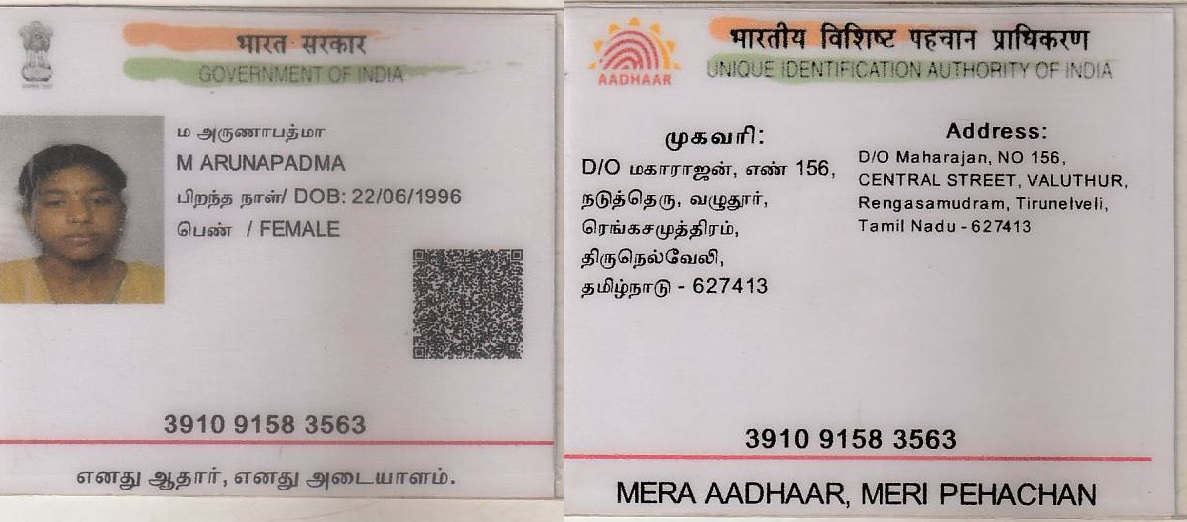 भारत सरकार
GOVERNMENT OF INDIA
ம அருணாபத்மா
M ARUNAPADMA
பிறந்த நாள்/ DOB: 22/06/1996
பெண் / FEMALE
3910 9158 3563
எனது ஆதார், எனது அடையாளம்.
भारतीय विशिष्ट पहचान प्राधिकरण
UNIQUE IDENTIFICATION AUTHORITY OF INDIA
AADHAAR
முகவரி:
D/O மகாராஜன், எண் 156,
நடுத்தெரு, வழுதூர்,
ரெங்கசமுத்திரம்,
திருநெல்வேலி,
தமிழ்நாடு - 627413
Address:
D/O Maharajan, NO 156,
CENTRAL STREET, VALUTHUR,
Rengasamudram, Tirunelveli,
Tamil Nadu - 627413
3910 9158 3563
MERA AADHAAR, MERI PEHACHAN